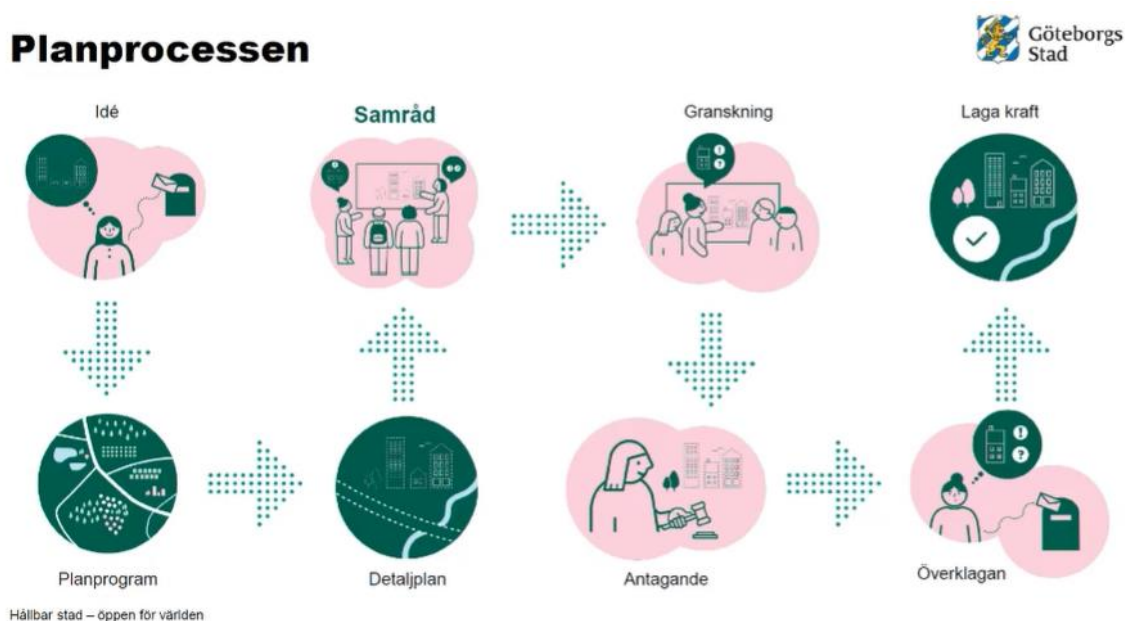 Planprocessen
Göteborgs
Stad
Idé
Samråd
Granskning
Laga kraft
Planprogram
Detaljplan
Antagande
Överklagan
Hållbar stad – öppen för världen